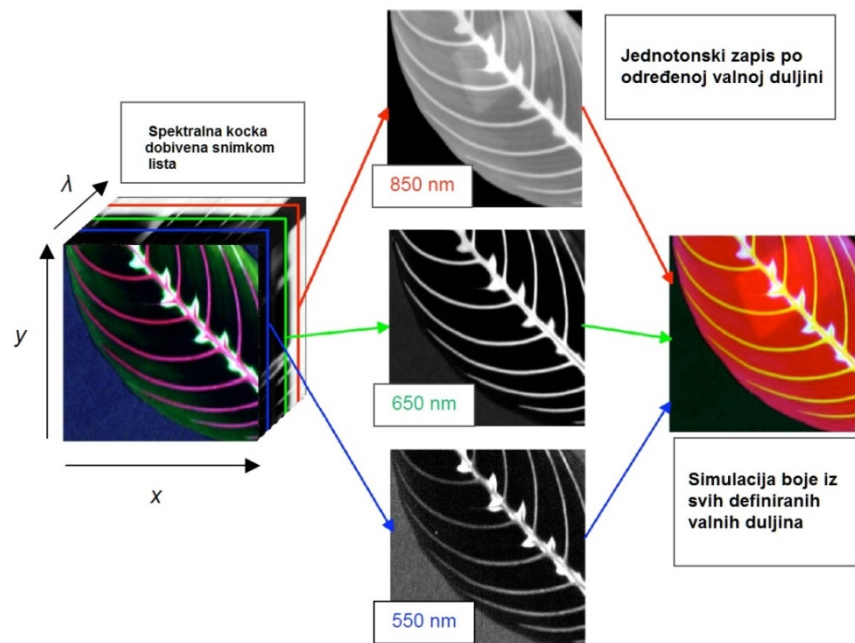 Jednotonski zapis po
određenoj valnoj duljini
Spektralna kocka
dobivena snimkom
lista
λ
y
x
850 nm
650 nm
550 nm
Simulacija boje iz
svih definiranih
valnih duljina